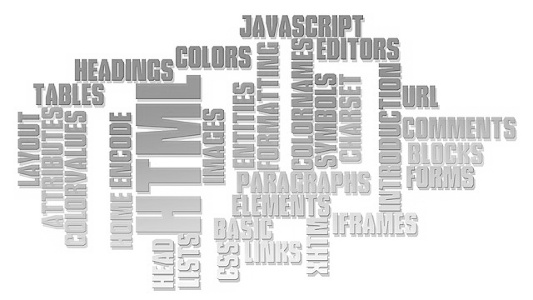 JAVASCRIPT
EDITORS
COLORS
HEADINGS
TABLES
LAYOUT
ATTRIBUTES
COLORVALUES
HOME
ENCODE
HTML
IMAGES
ENTITIES
FORMATTING
COLORNAMES
SYMBOLS
CHARSET
INTRODUCTION
URL
COMMENTS
BLOCKS
FORMS
PARAGRAPHS
ELEMENTS
IFRAMES
BASIC
LINKS
XHTML
CSS
HEAD
LISTS